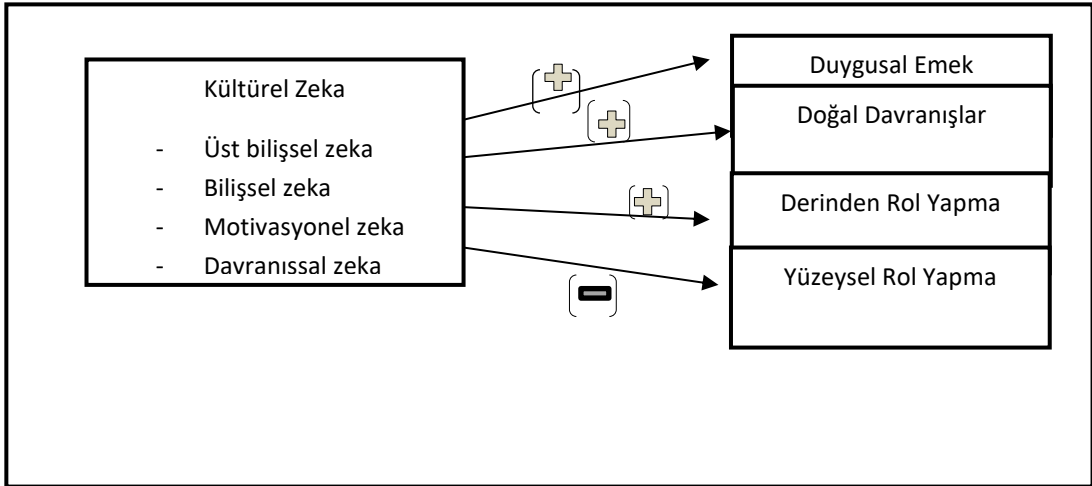 Kültürel Zeka
- Üst bilişsel zeka
- Bilişsel zeka
- Motivasyonel zeka
- Davranıssal zeka
Duygusal Emek
Doğal Davranışlar
Derinden Rol Yapma
Yüzeysel Rol Yapma